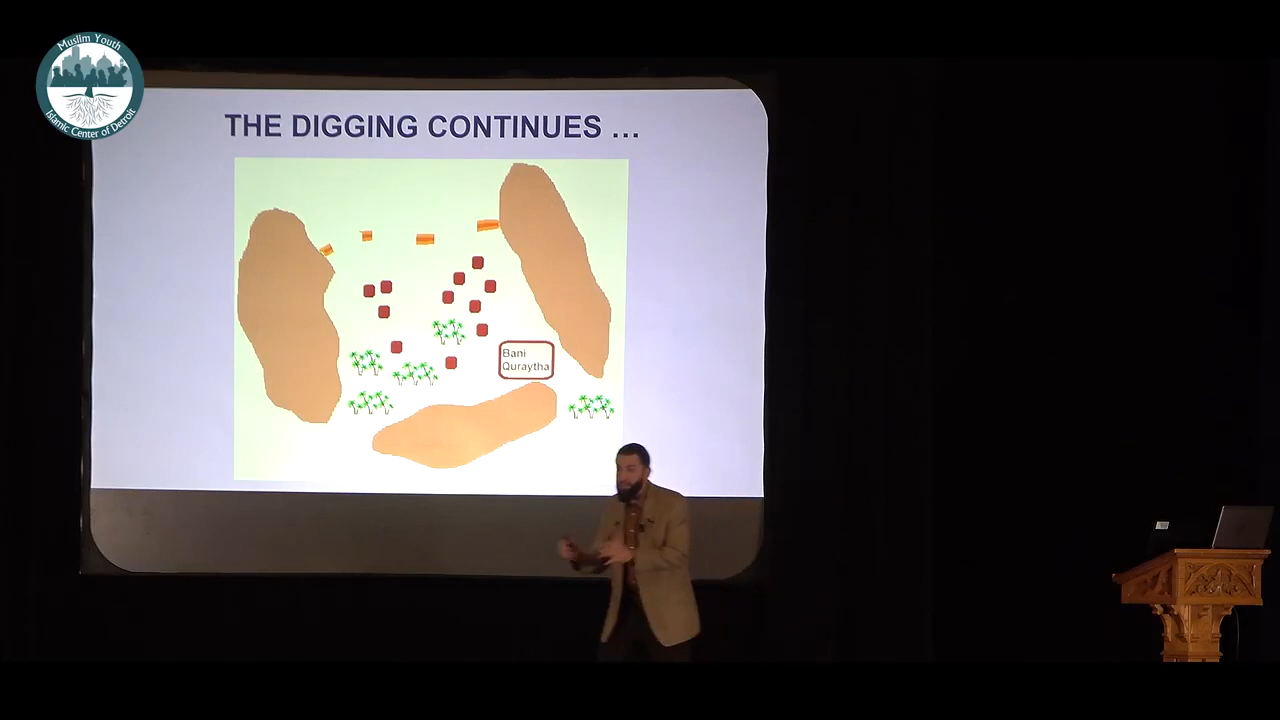 Muslim Youth
Islamic Center of Detroit
THE DIGGING CONTINUES ...
Bani
Quraytha